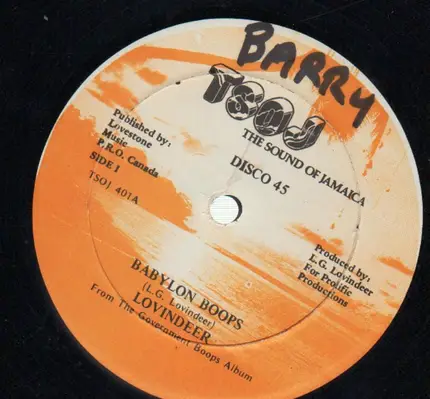 BARRY
TSOJ
THE SOUND OF JAMAICA
DISCO 45
Published by:
Lovestone
Music
P.R.O. Canada
SIDE 1
TSOJ 401A
Produced by:
L.G. Lovindeer
For Prolific
Productions
BABYLON BOOPS
(L.G. Lovindeer)
LOVINDEER
From The Government Boops Album